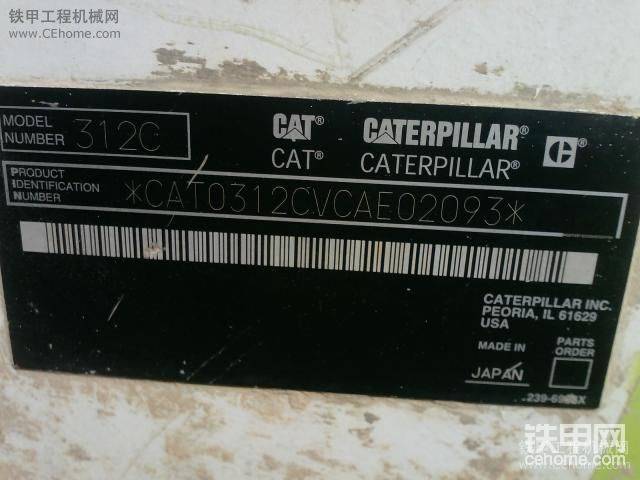 铁甲工程机械网
www.CEhome.com
MODEL NUMBER 312C
CAT® CATERPILLAR®
CAT® CATERPILLAR®
PRODUCT IDENTIFICATION NUMBER *CAT0312CVCAE02093*
CATERPILLAR INC.
PEORIA, IL 61629
USA
MADE IN
JAPAN
PARTS ORDER
铁甲网
cehome.com